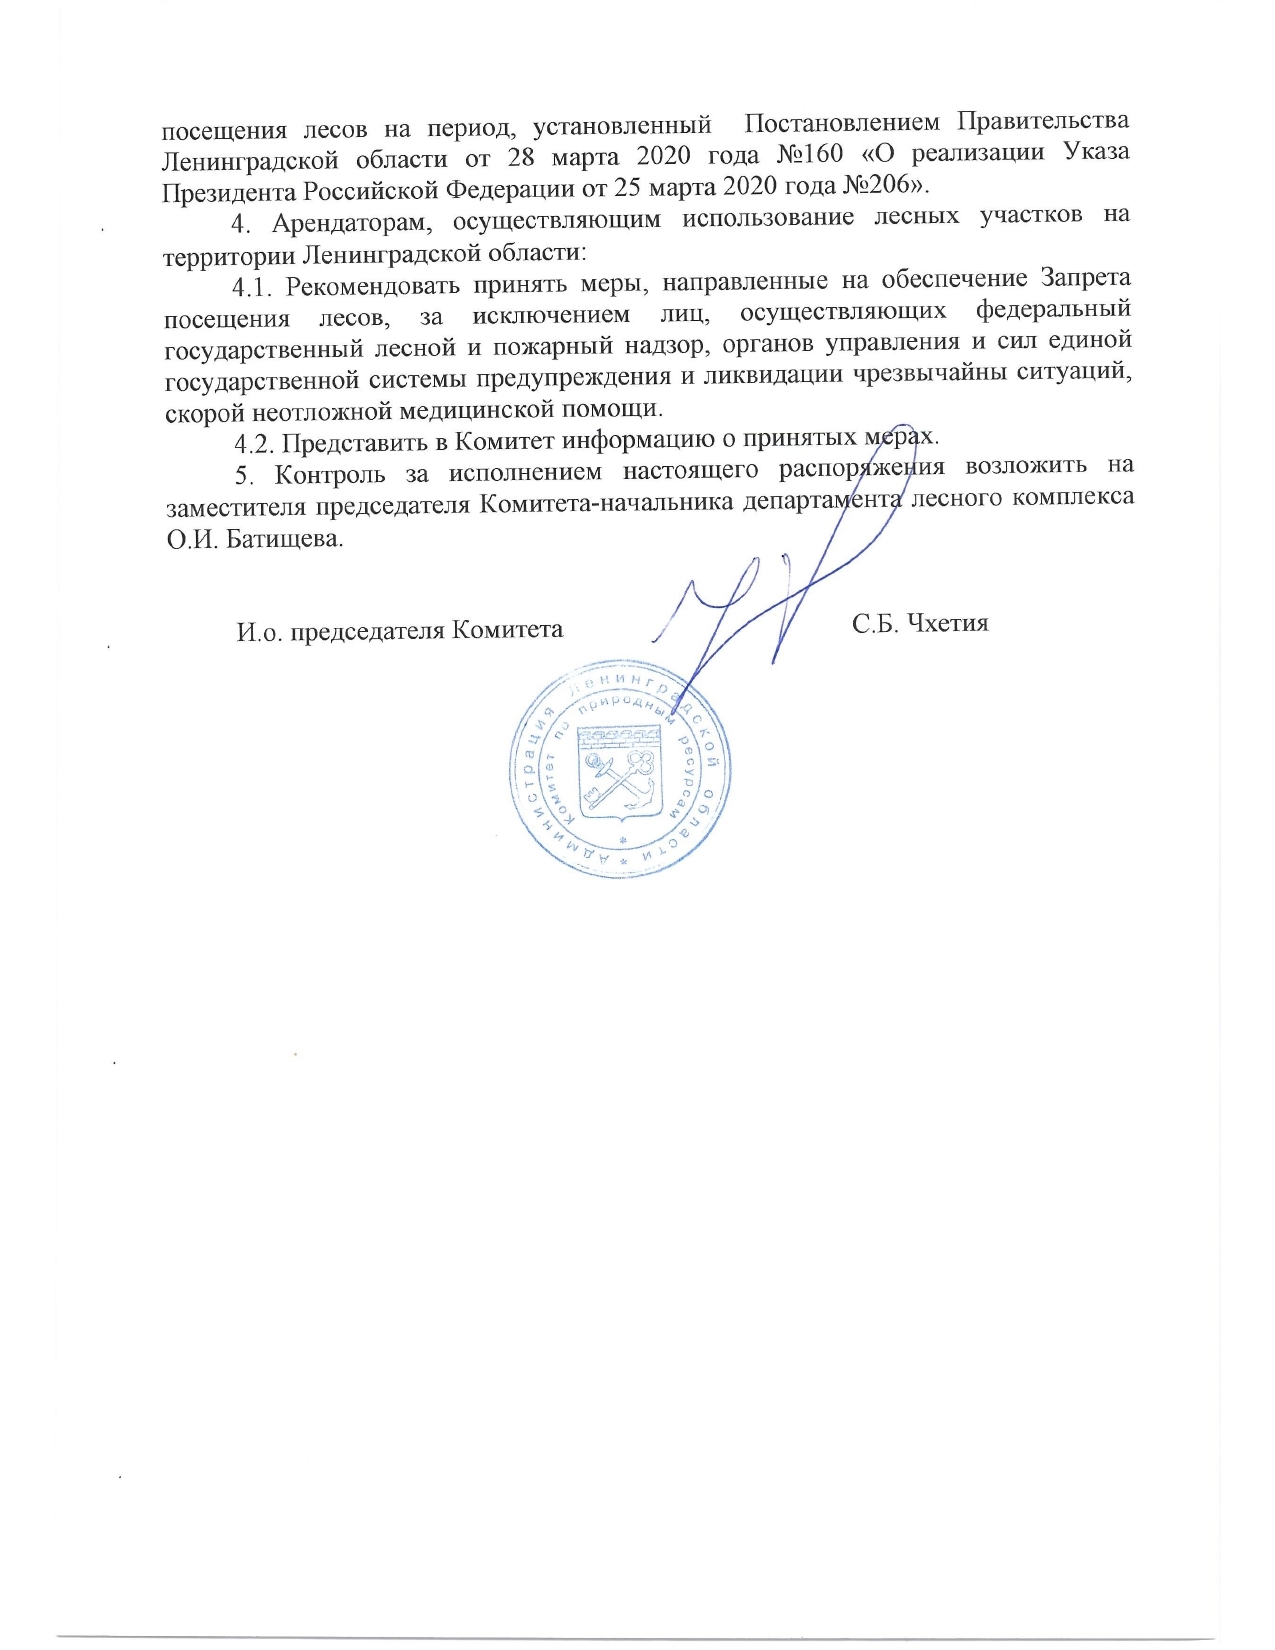 посещения лесов на период, установленный Постановлением Правительства
Ленинградской области от 28 марта 2020 года №160 «О реализации Указа
Президента Российской Федерации от 25 марта 2020 года №206».
4. Арендаторам, осуществляющим использование лесных участков на
территории Ленинградской области:
4.1. Рекомендовать принять меры, направленные на обеспечение Запрета
посещения лесов, за исключением лиц, осуществляющих федеральный
государственный лесной и пожарный надзор, органов управления и сил единой
государственной системы предупреждения и ликвидации чрезвычайны ситуаций,
скорой неотложной медицинской помощи.
4.2. Представить в Комитет информацию о принятых мерах.
5. Контроль за исполнением настоящего распоряжения возложить на
заместителя председателя Комитета-начальника департамента лесного комплекса
О.И. Батищева.
И.о. председателя Комитета С.Б. Чхетия
Администрация Ленинградской области *
Комитет по природным ресурсам *